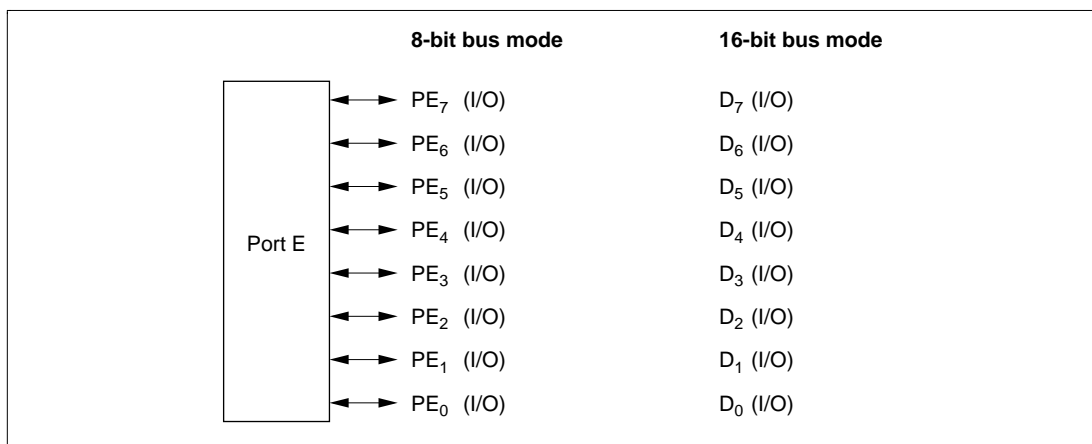 8-bit bus mode 16-bit bus mode
PE₇ (I/O) D₇ (I/O)
PE₆ (I/O) D₆ (I/O)
PE₅ (I/O) D₅ (I/O)
PE₄ (I/O) D₄ (I/O)
Port E
PE₃ (I/O) D₃ (I/O)
PE₂ (I/O) D₂ (I/O)
PE₁ (I/O) D₁ (I/O)
PE₀ (I/O) D₀ (I/O)